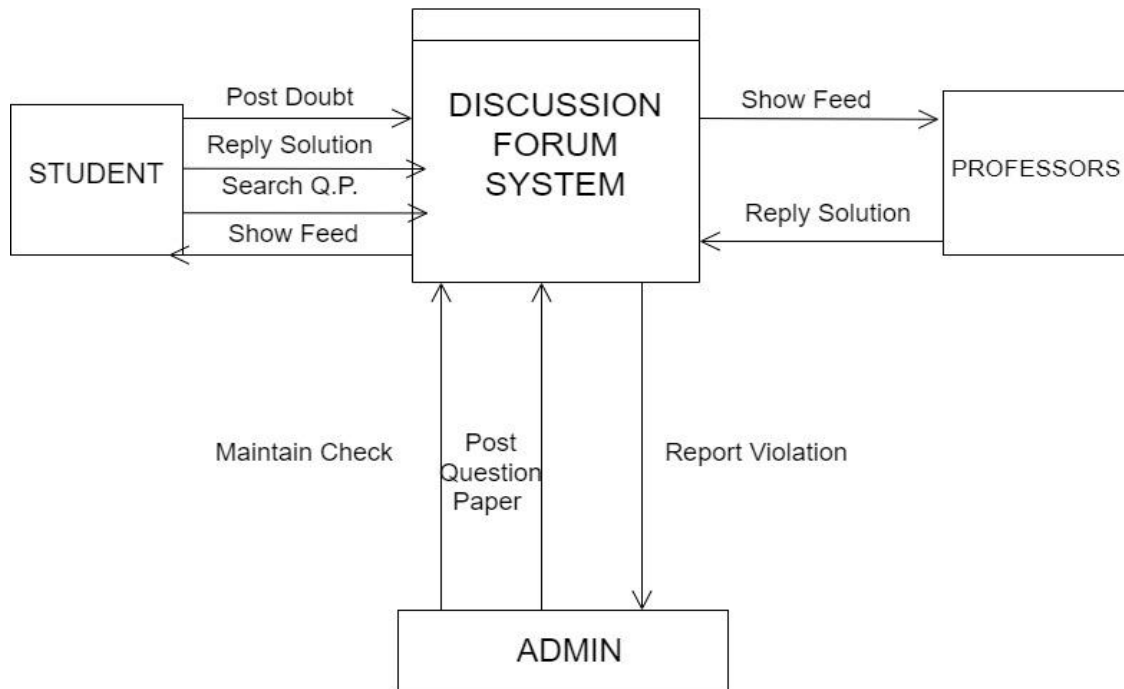 Post Doubt
Reply Solution
Search Q.P.
Show Feed
STUDENT
DISCUSSION
FORUM
SYSTEM
Show Feed
Reply Solution
PROFESSORS
Maintain Check
Post
Question
Paper
Report Violation
ADMIN